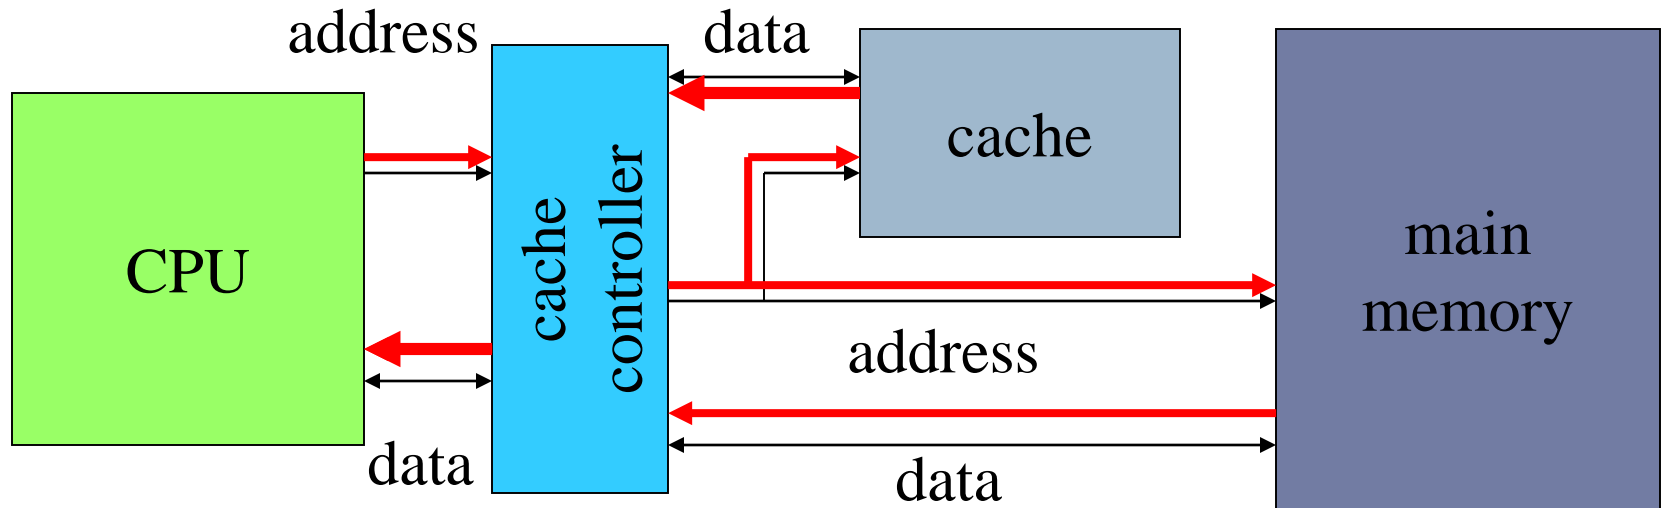 address
data
cache
CPU
cache
controller
main
memory
address
data
data